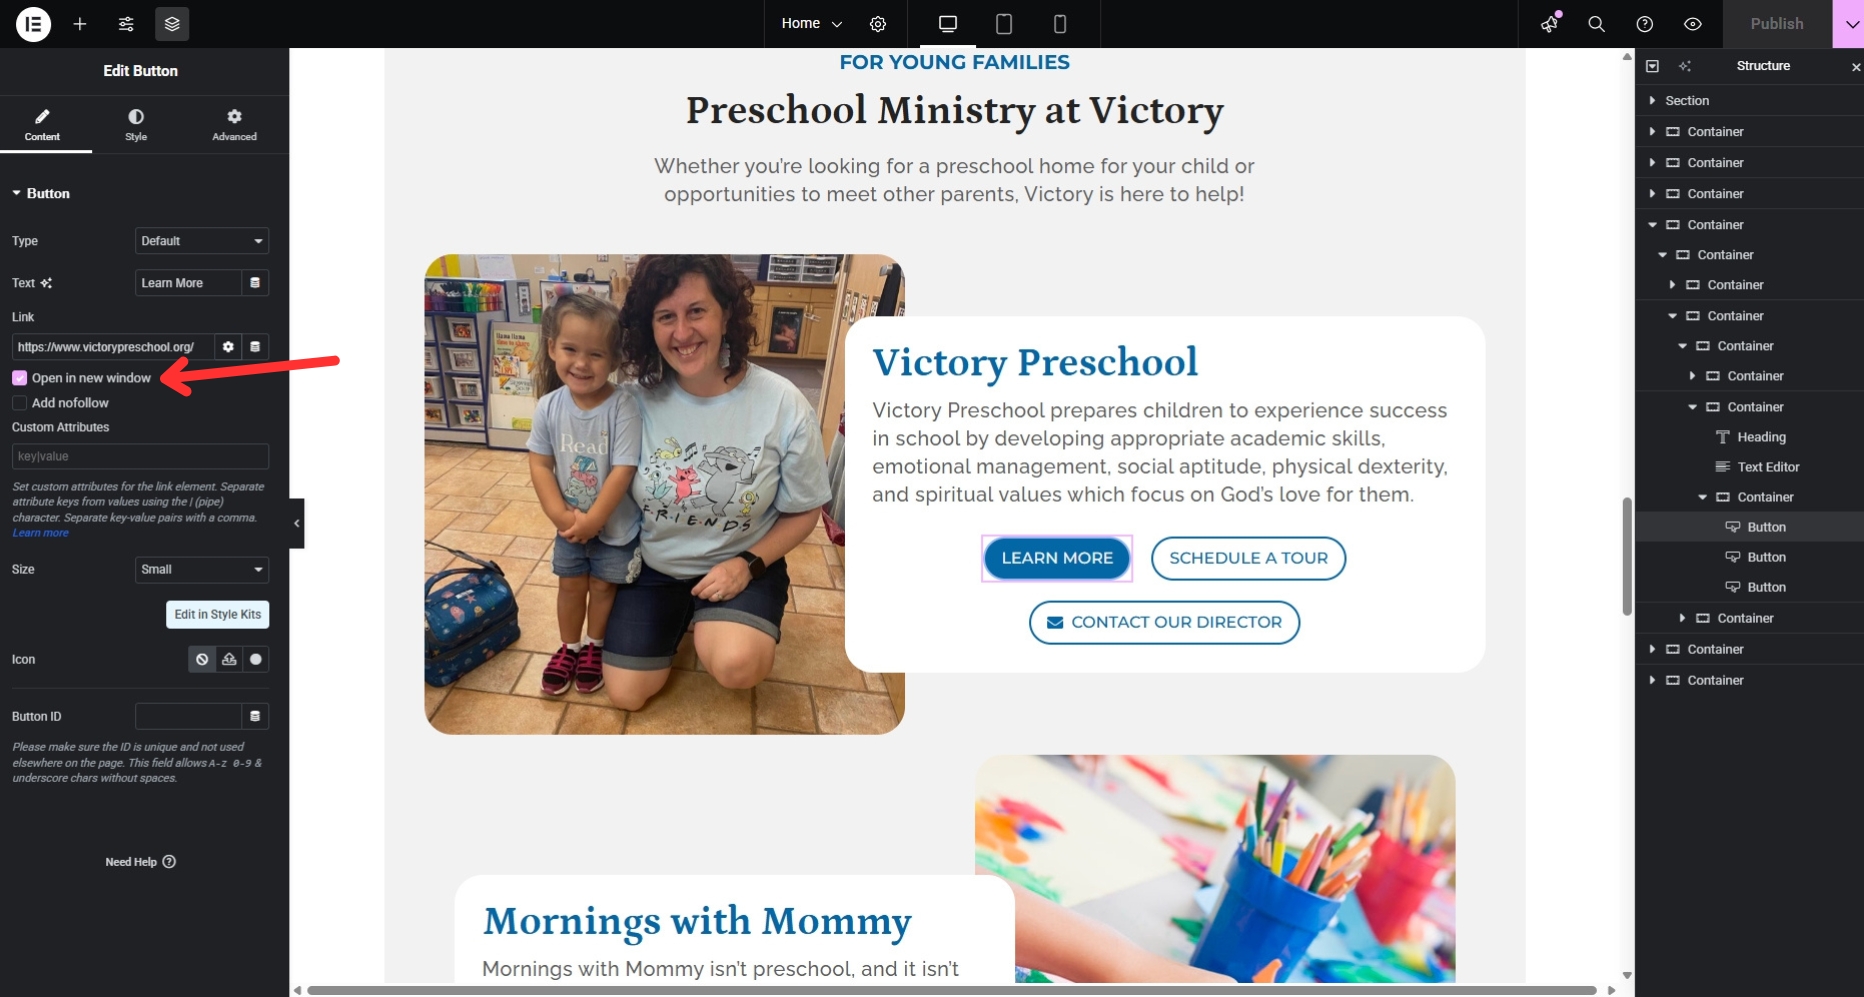 Home
Publish
Edit Button
Content
Style
Advanced
Button
Type
Default
Text
Learn More
Link
https://www.victorypreschool.org/
Open in new window
Add nofollow
Custom Attributes
key|value
Set custom attributes for the link element. Separate
attribute keys from values using the | (pipe)
character. Separate key-value pairs with a comma.
Learn more
Size
Small
Edit in Style Kits
Icon
Button ID
Please make sure the ID is unique and not used
elsewhere on the page. This field allows A-z 0-9 &
underscore chars without spaces.
Need Help
FOR YOUNG FAMILIES
Preschool Ministry at Victory
Whether you're looking for a preschool home for your child or
opportunities to meet other parents, Victory is here to help!
Read
FRIENDS
Victory Preschool
Victory Preschool prepares children to experience success
in school by developing appropriate academic skills,
emotional management, social aptitude, physical dexterity,
and spiritual values which focus on God's love for them.
LEARN MORE
SCHEDULE A TOUR
CONTACT OUR DIRECTOR
Mornings with Mommy
Mornings with Mommy isn't preschool, and it isn't
Structure
Section
Container
Container
Container
Container
Container
Container
Container
Container
Container
Container
Heading
Text Editor
Container
Button
Button
Button
Container
Container
Container